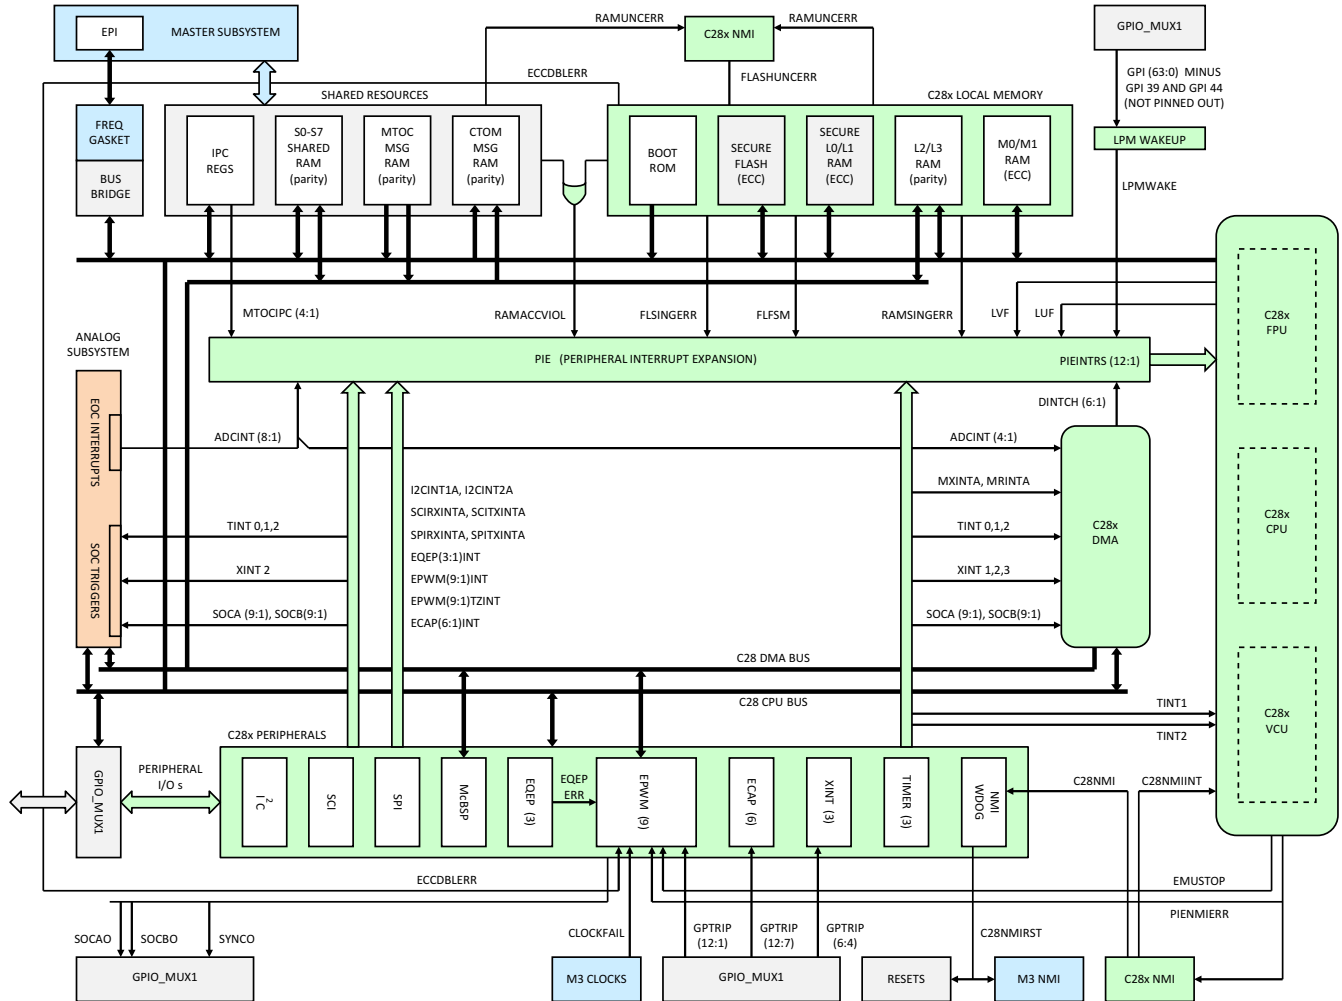 EPI
MASTER SUBSYSTEM
RAMUNCERR
C28x NMI
RAMUNCERR
GPIO_MUX1
ECCDBLERR
FLASHUNCERR
GPI (63:0) MINUS
GPI 39 AND GPI 44
(NOT PINNED OUT)
SHARED RESOURCES
C28x LOCAL MEMORY
FREQ
GASKET
BUS
BRIDGE
IPC
REGS
S0-S7
SHARED
RAM
(parity)
MTOC
MSG
RAM
(parity)
CTOM
MSG
RAM
(parity)
BOOT
ROM
SECURE
FLASH
(ECC)
SECURE
L0/L1
RAM
(ECC)
L2/L3
RAM
(parity)
M0/M1
RAM
(ECC)
LPM WAKEUP
LPMWAKE
MTOCIPC (4:1)
RAMACCVIOL
FLSINGERR
FLFSM
RAMSINGERR
LVF
LUF
C28x
FPU
ANALOG
SUBSYSTEM
PIE (PERIPHERAL INTERRUPT EXPANSION)
PIEINTRS (12:1)
DINTCH (6:1)
EOC INTERRUPTS
ADCINT (8:1)
ADCINT (4:1)
I2CINT1A, I2CINT2A
SCIRXINTA, SCITXINTA
SPIRXINTA, SPITXINTA
EQEP(3:1)INT
EPWM(9:1)INT
EPWM(9:1)TZINT
ECAP(6:1)INT
MXINTA, MRINTA
SOC TRIGGERS
TINT 0,1,2
XINT 2
SOCA (9:1), SOCB(9:1)
TINT 0,1,2
XINT 1,2,3
SOCA (9:1), SOCB(9:1)
C28x
DMA
C28x
CPU
C28 DMA BUS
C28 CPU BUS
TINT1
TINT2
C28x
VCU
C28x PERIPHERALS
GPIO_MUX1
PERIPHERAL
I/O s
I2C
SCI
SPI
McBSP
EQEP (3)
EQEP
ERR
EPWM (9)
ECAP (6)
XINT (3)
TIMER (3)
NMI
WDOG
C28NMI
C28NMIINT
ECCDBLERR
EMUSTOP
PIENMIERR
SOCAO
SOCBO
SYNCO
CLOCKFAIL
GPTRIP
(12:1)
GPTRIP
(12:7)
GPTRIP
(6:4)
C28NMIRST
GPIO_MUX1
M3 CLOCKS
GPIO_MUX1
RESETS
M3 NMI
C28x NMI